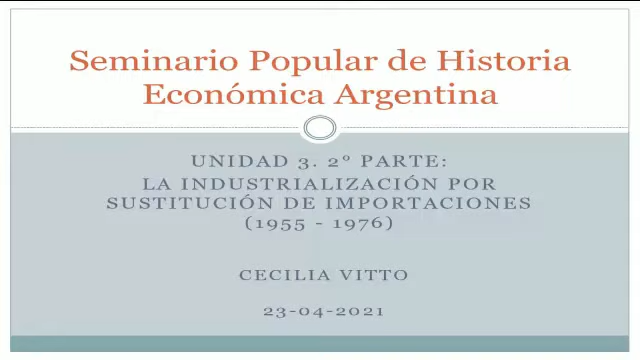 Seminario Popular de Historia
Económica Argentina
UNIDAD 3. 2º PARTE:
LA INDUSTRIALIZACIÓN POR
SUSTITUCIÓN DE IMPORTACIONES
(1955 - 1976)
CECILIA VITTO
23-04-2021